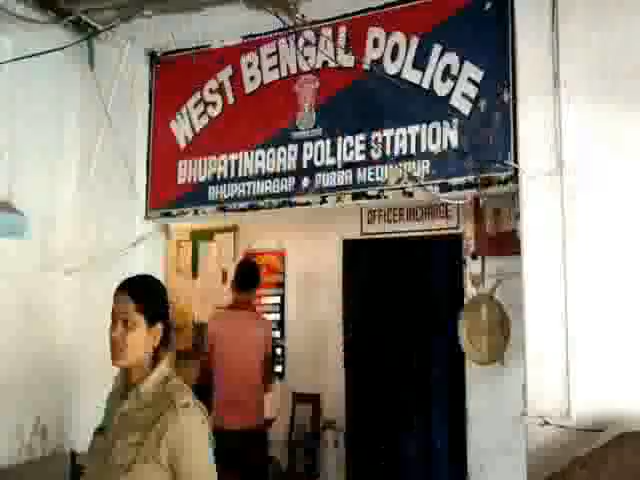 WEST BENGAL POLICE
BHUPATINAGAR POLICE STATION
BHUPATINAGAR ★ PURBA MEDINIPUR
OFFICER INCHARGE